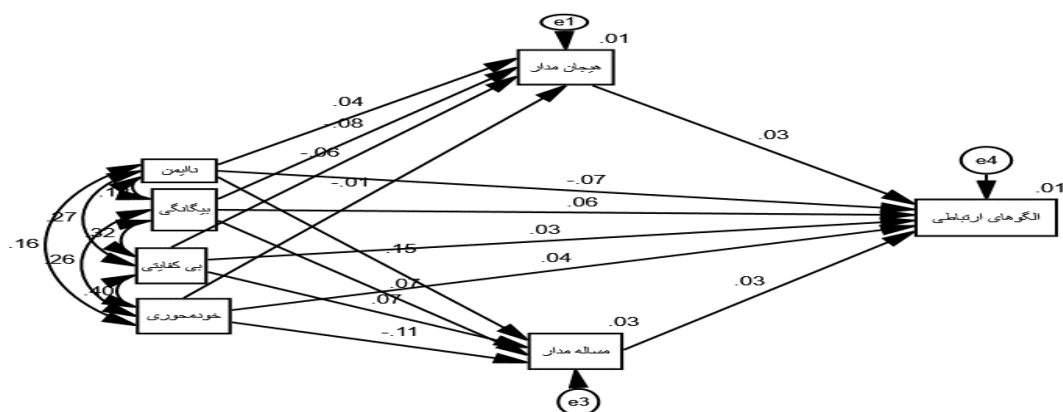 e1
.01
هیجان مدار
.04
-.08
-.06
-.01
.03
e4
.01
الگوهای ارتباطی
ناایمن
بیگانگی
بی کفایتی
خودمحوری
.27
.32
.16
.26
.40
-.07
.06
.03
.04
.15
.07
.07
-.11
.03
.03
مساله مدار
e3